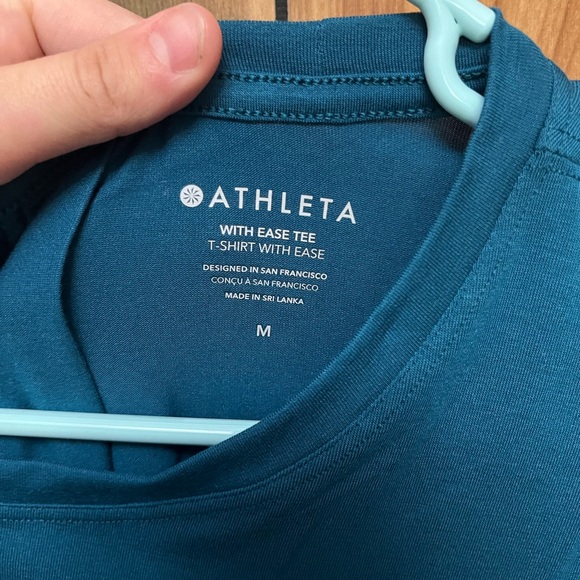 ATHLETA
WITH EASE TEE
T-SHIRT WITH EASE
DESIGNED IN SAN FRANCISCO
CONÇU À SAN FRANCISCO
MADE IN SRI LANKA
M